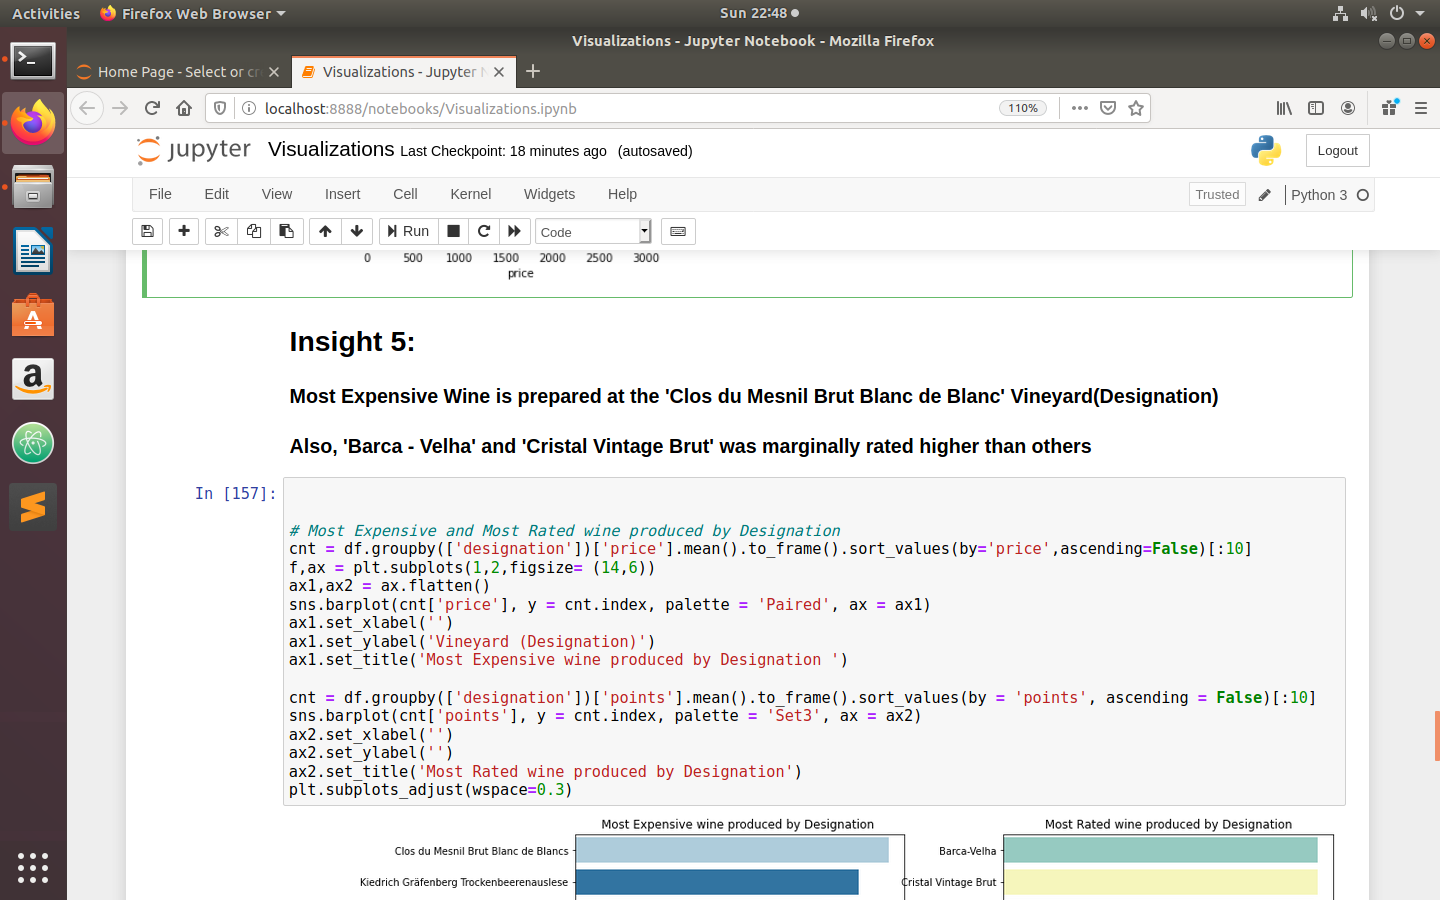 Activities Firefox Web Browser Sun 22:48
Visualizations - Jupyter Notebook - Mozilla Firefox
Home Page - Select or cr Visualizations - Jupyter N
localhost:8888/notebooks/Visualizations.ipynb 110%
jupyter Visualizations Last Checkpoint: 18 minutes ago (autosaved) Logout
File Edit View Insert Cell Kernel Widgets Help Trusted Python 3
Run Code
0 500 1000 1500 2000 2500 3000
price
Insight 5:
Most Expensive Wine is prepared at the 'Clos du Mesnil Brut Blanc de Blanc' Vineyard(Designation)
Also, 'Barca - Velha' and 'Cristal Vintage Brut' was marginally rated higher than others
In [157]:
# Most Expensive and Most Rated wine produced by Designation
cnt = df.groupby(['designation'])['price'].mean().to_frame().sort_values(by='price',ascending=False)[:10]
f,ax = plt.subplots(1,2,figsize= (14,6))
ax1,ax2 = ax.flatten()
sns.barplot(cnt['price'], y = cnt.index, palette = 'Paired', ax = ax1)
ax1.set_xlabel('')
ax1.set_ylabel('Vineyard (Designation)')
ax1.set_title('Most Expensive wine produced by Designation ')
cnt = df.groupby(['designation'])['points'].mean().to_frame().sort_values(by = 'points', ascending = False)[:10]
sns.barplot(cnt['points'], y = cnt.index, palette = 'Set3', ax = ax2)
ax2.set_xlabel('')
ax2.set_ylabel('')
ax2.set_title('Most Rated wine produced by Designation')
plt.subplots_adjust(wspace=0.3)
Most Expensive wine produced by Designation Most Rated wine produced by Designation
Clos du Mesnil Brut Blanc de Blancs Barca-Velha
Kiedrich Gräfenberg Trockenbeerenauslese Cristal Vintage Brut